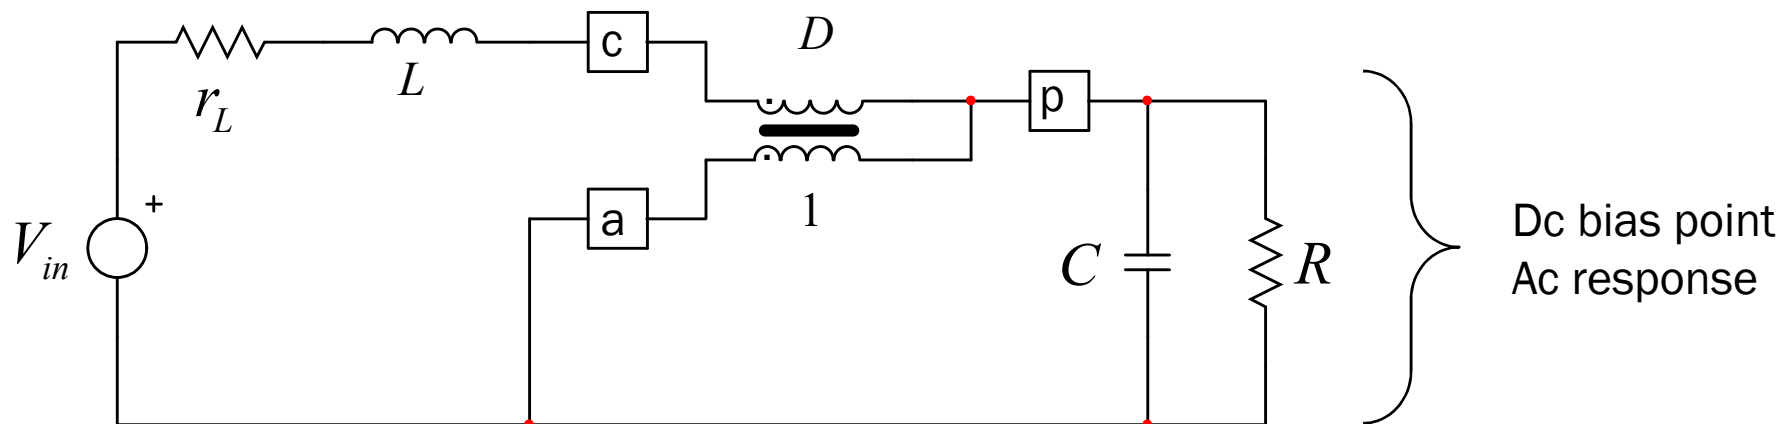 D
c
L
r_L
p
a
1
+
V_in
C
R
Dc bias point
Ac response